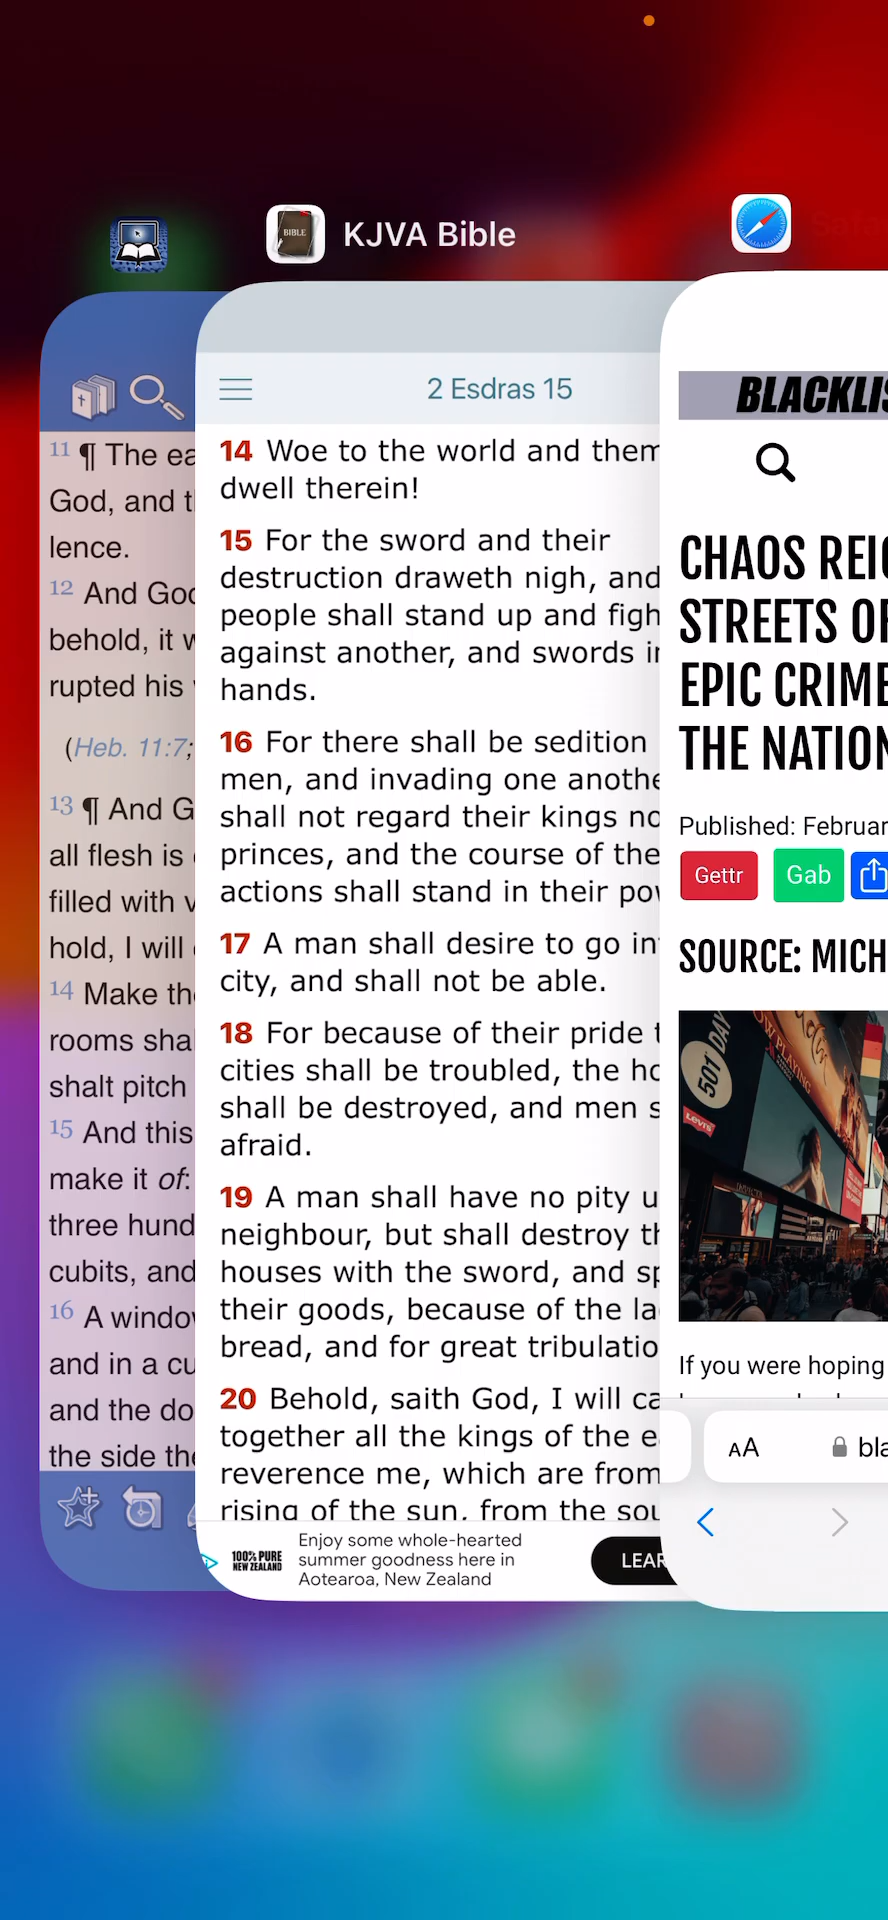 KJVA Bible
11 ¶ The ea
God, and t
lence.
12 And Goo
behold, it w
rupted his
(Heb. 11:7;
13 ¶ And G
all flesh is
filled with v
hold, I will
14 Make the
rooms sha
shalt pitch
15 And this
make it of:
three hund
cubits, and
16 A window
and in a cu
and the do
the side the
2 Esdras 15
14 Woe to the world and them
dwell therein!
15 For the sword and their
destruction draweth nigh, and
people shall stand up and figh
against another, and swords in
hands.
16 For there shall be sedition
men, and invading one anothe
shall not regard their kings no
princes, and the course of the
actions shall stand in their pow
17 A man shall desire to go in
city, and shall not be able.
18 For because of their pride t
cities shall be troubled, the ho
shall be destroyed, and men s
afraid.
19 A man shall have no pity u
neighbour, but shall destroy th
houses with the sword, and sp
their goods, because of the la
bread, and for great tribulatio
20 Behold, saith God, I will ca
together all the kings of the ea
reverence me, which are from
rising of the sun, from the sou
100% PURE
NEW ZEALAND
Enjoy some whole-hearted
summer goodness here in
Aotearoa, New Zealand
LEAR
BLACKLIS
CHAOS REIG
STREETS OF
EPIC CRIME
THE NATION
Published: Februar
Gettr
Gab
SOURCE: MICH
501 DAY
Levi's
If you were hoping
AA
bla